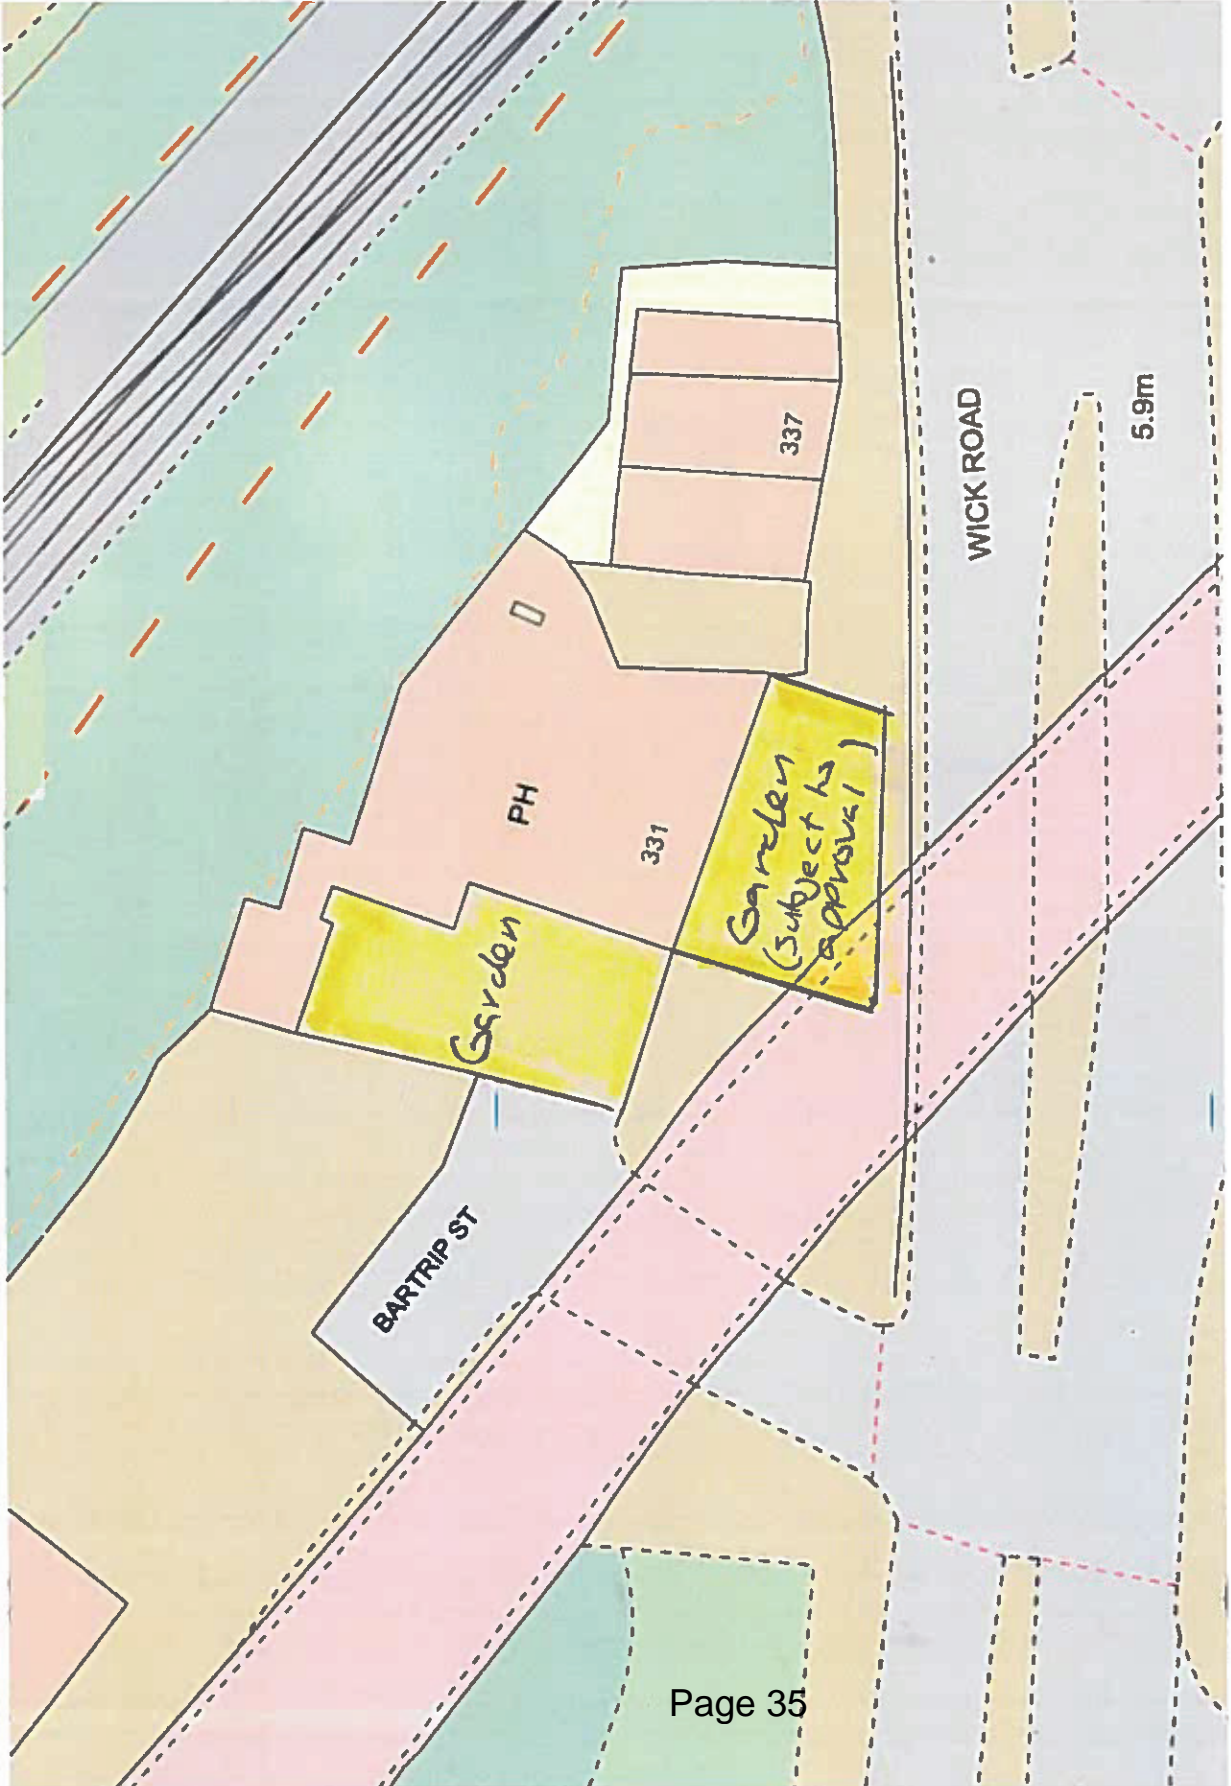 WICK ROAD
5.9m
337
PH
331
Garden
(subject to
approval)
Garden
BARTRIP ST
Page 35